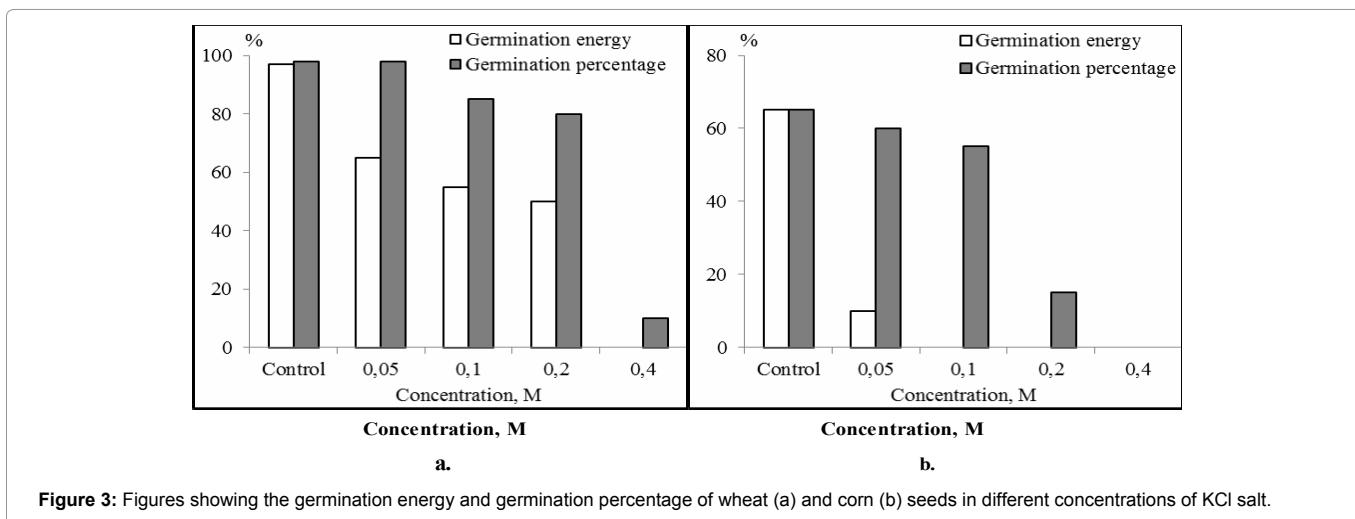 %
Germination energy
Germination percentage
100
80
60
40
20
0
Control 0,05 0,1 0,2 0,4
Concentration, M
%
Germination energy
Germination percentage
80
60
40
20
0
Control 0,05 0,1 0,2 0,4
Concentration, M
Concentration, M Concentration, M
a. b.
Figure 3: Figures showing the germination energy and germination percentage of wheat (a) and corn (b) seeds in different concentrations of KCl salt.